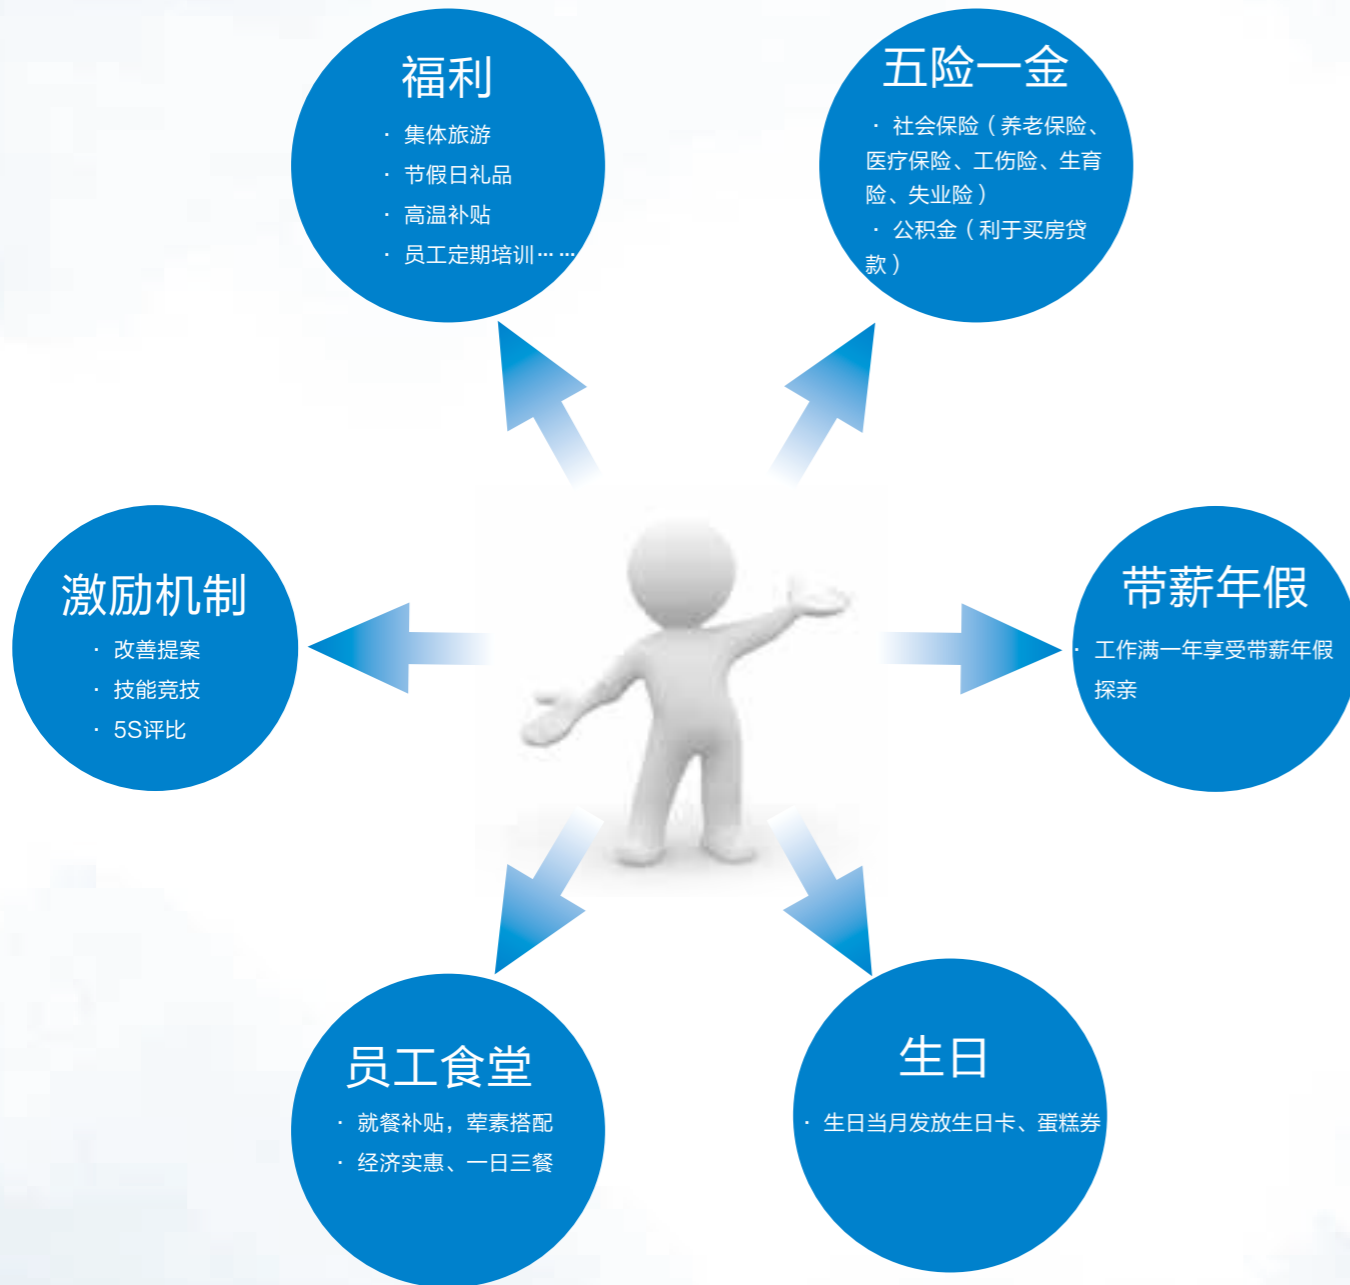 福利
· 集体旅游
· 节假日礼品
· 高温补贴
· 员工定期培训……
五险一金
· 社会保险（养老保险、
医疗保险、工伤险、生育
险、失业险）
· 公积金（利于买房贷
款）
激励机制
· 改善提案
· 技能竞技
· 5S评比
带薪年假
· 工作满一年享受带薪年假
探亲
员工食堂
· 就餐补贴，荤素搭配
· 经济实惠、一日三餐
生日
· 生日当月发放生日卡、蛋糕券